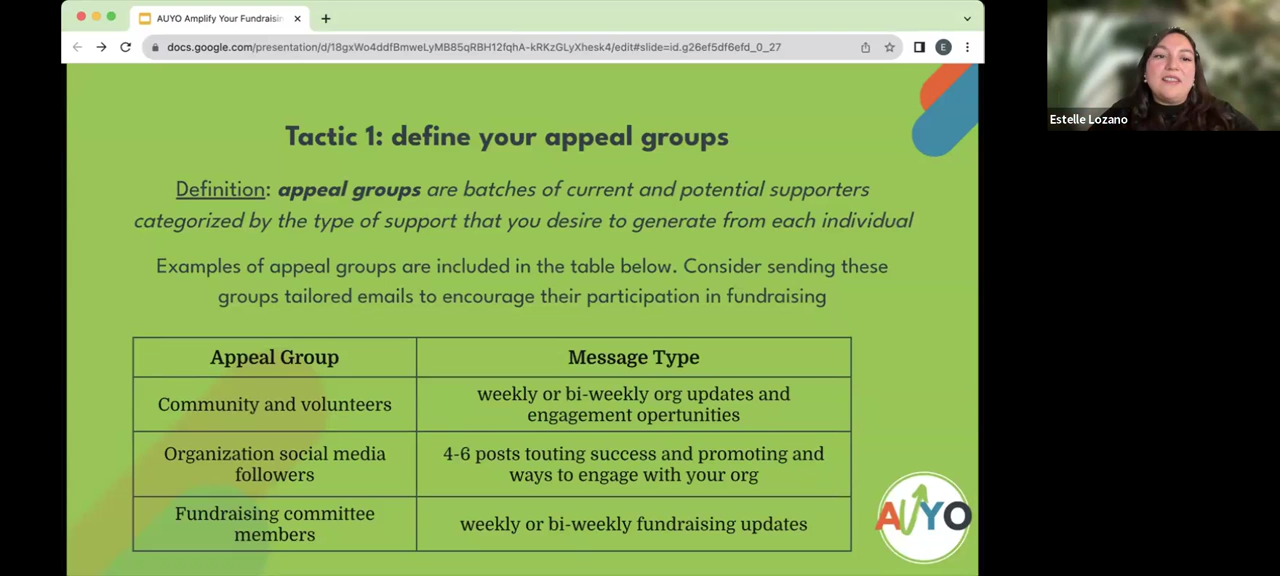 AUYO Amplify Your Fundraisin
docs.google.com/presentation/d/18gxWo4ddfBmweLyMB85qRBH12fqhA-kRKzGLyXhesk4/edit#slide=id.g26ef5df6efd_0_27
E
Estelle Lozano
Tactic 1: define your appeal groups
Definition: appeal groups are batches of current and potential supporters
categorized by the type of support that you desire to generate from each individual
Examples of appeal groups are included in the table below. Consider sending these
groups tailored emails to encourage their participation in fundraising
Appeal Group
Message Type
Community and volunteers
weekly or bi-weekly org updates and
engagement opertunities
Organization social media
followers
4-6 posts touting success and promoting and
ways to engage with your org
Fundraising committee
members
weekly or bi-weekly fundraising updates
AUYO